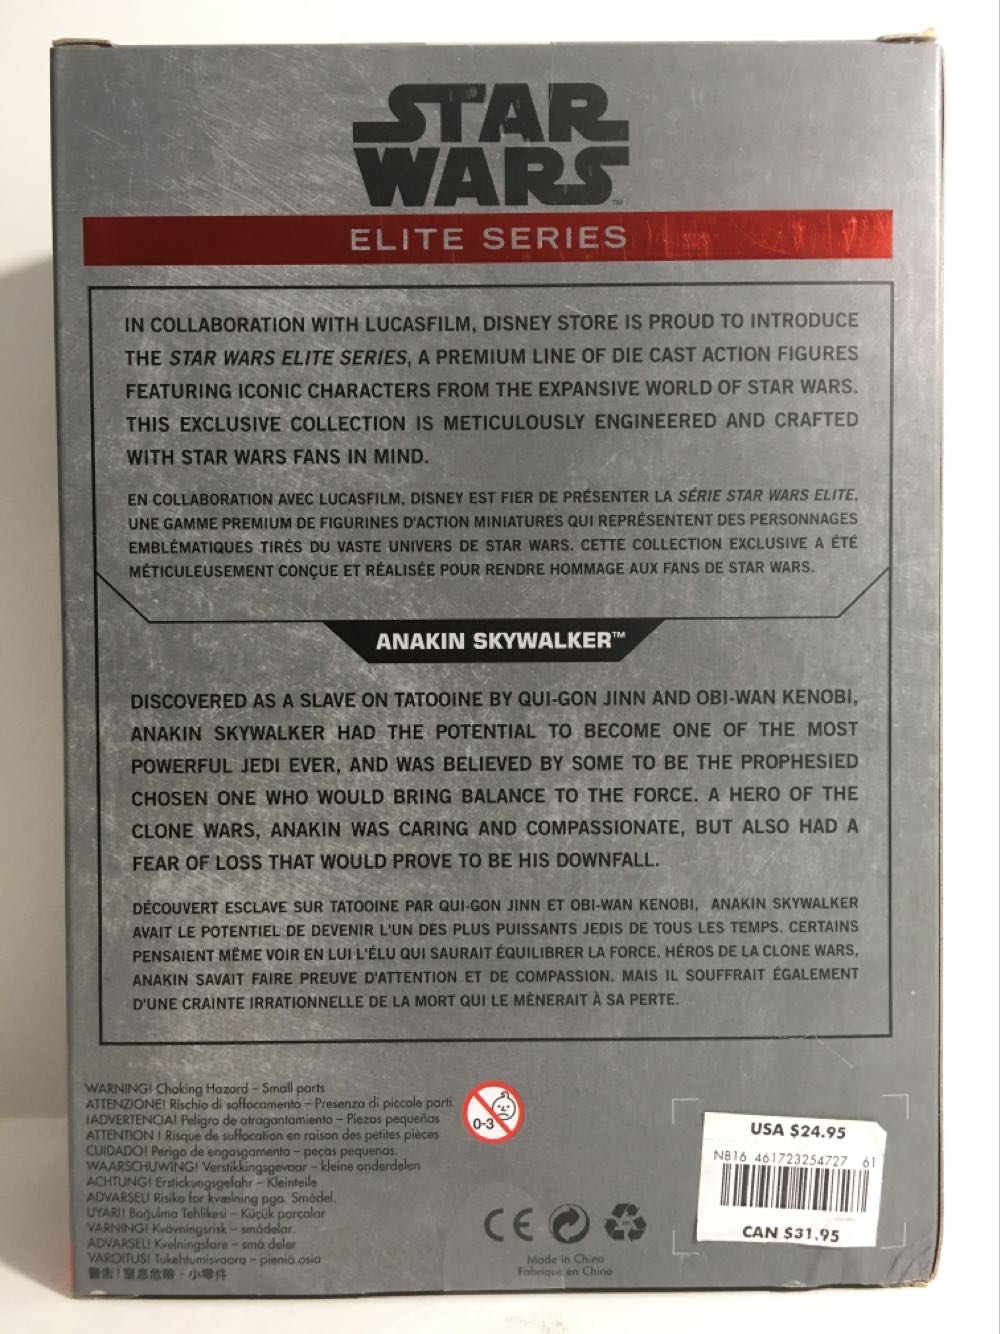 STAR
WARS™
ELITE SERIES
IN COLLABORATION WITH LUCASFILM, DISNEY STORE IS PROUD TO INTRODUCE
THE STAR WARS ELITE SERIES, A PREMIUM LINE OF DIE CAST ACTION FIGURES
FEATURING ICONIC CHARACTERS FROM THE EXPANSIVE WORLD OF STAR WARS.
THIS EXCLUSIVE COLLECTION IS METICULOUSLY ENGINEERED AND CRAFTED
WITH STAR WARS FANS IN MIND.
EN COLLABORATION AVEC LUCASFILM, DISNEY EST FIER DE PRÉSENTER LA SÉRIE STAR WARS ELITE,
UNE GAMME PREMIUM DE FIGURINES D'ACTION MINIATURES QUI REPRÉSENTENT DES PERSONNAGES
EMBLÉMATIQUES TIRÉS DU VASTE UNIVERS DE STAR WARS. CETTE COLLECTION EXCLUSIVE A ÉTÉ
MÉTICULEUSEMENT CONÇUE ET RÉALISÉE POUR RENDRE HOMMAGE AUX FANS DE STAR WARS.
ANAKIN SKYWALKER™
DISCOVERED AS A SLAVE ON TATOOINE BY QUI-GON JINN AND OBI-WAN KENOBI,
ANAKIN SKYWALKER HAD THE POTENTIAL TO BECOME ONE OF THE MOST
POWERFUL JEDI EVER, AND WAS BELIEVED BY SOME TO BE THE PROPHESIED
CHOSEN ONE WHO WOULD BRING BALANCE TO THE FORCE. A HERO OF THE
CLONE WARS, ANAKIN WAS CARING AND COMPASSIONATE, BUT ALSO HAD A
FEAR OF LOSS THAT WOULD PROVE TO BE HIS DOWNFALL.
DÉCOUVERT ESCLAVE SUR TATOOINE PAR QUI-GON JINN ET OBI-WAN KENOBI, ANAKIN SKYWALKER
AVAIT LE POTENTIEL DE DEVENIR L'UN DES PLUS PUISSANTS JEDIS DE TOUS LES TEMPS. CERTAINS
PENSAIENT MÊME VOIR EN LUI L'ÉLU QUI SAURAIT ÉQUILIBRER LA FORCE. HÉROS DE LA CLONE WARS,
ANAKIN SAVAIT FAIRE PREUVE D'ATTENTION ET DE COMPASSION. MAIS IL SOUFFRAIT ÉGALEMENT
D'UNE CRAINTE IRRATIONNELLE DE LA MORT QUI LE MÈNERAIT À SA PERTE.
WARNING! Choking Hazard – Small parts
ATTENZIONE! Rischio di soffocamento – Presenza di piccole parti
¡ADVERTENCIA! Peligro de atragantamiento – Piezas pequeñas
ATTENTION ! Risque de suffocation en raison des petites pièces
CUIDADO! Perigo de engasgamento – peças pequenas.
WAARSCHUWING! Verstikkingsgevaar – kleine onderdelen
ACHTUNG! Erstickungsgefahr – Kleinteile
ADVARSEL! Risiko for kvælning pga. Smådel.
UYARI! Boğulma Tehlikesi – Küçük parçalar
VARNING! Kvävningsrisk – smådelar.
ADVARSEL! Kvelningsfare – små deler
VAROITUS! Tukehtumisvaara – pieniä osia
警告！窒息危險 - 小零件
0-3
CE
Made in China
Fabriqué en Chine
USA $24.95
NB16 461723254727 61
CAN $31.95